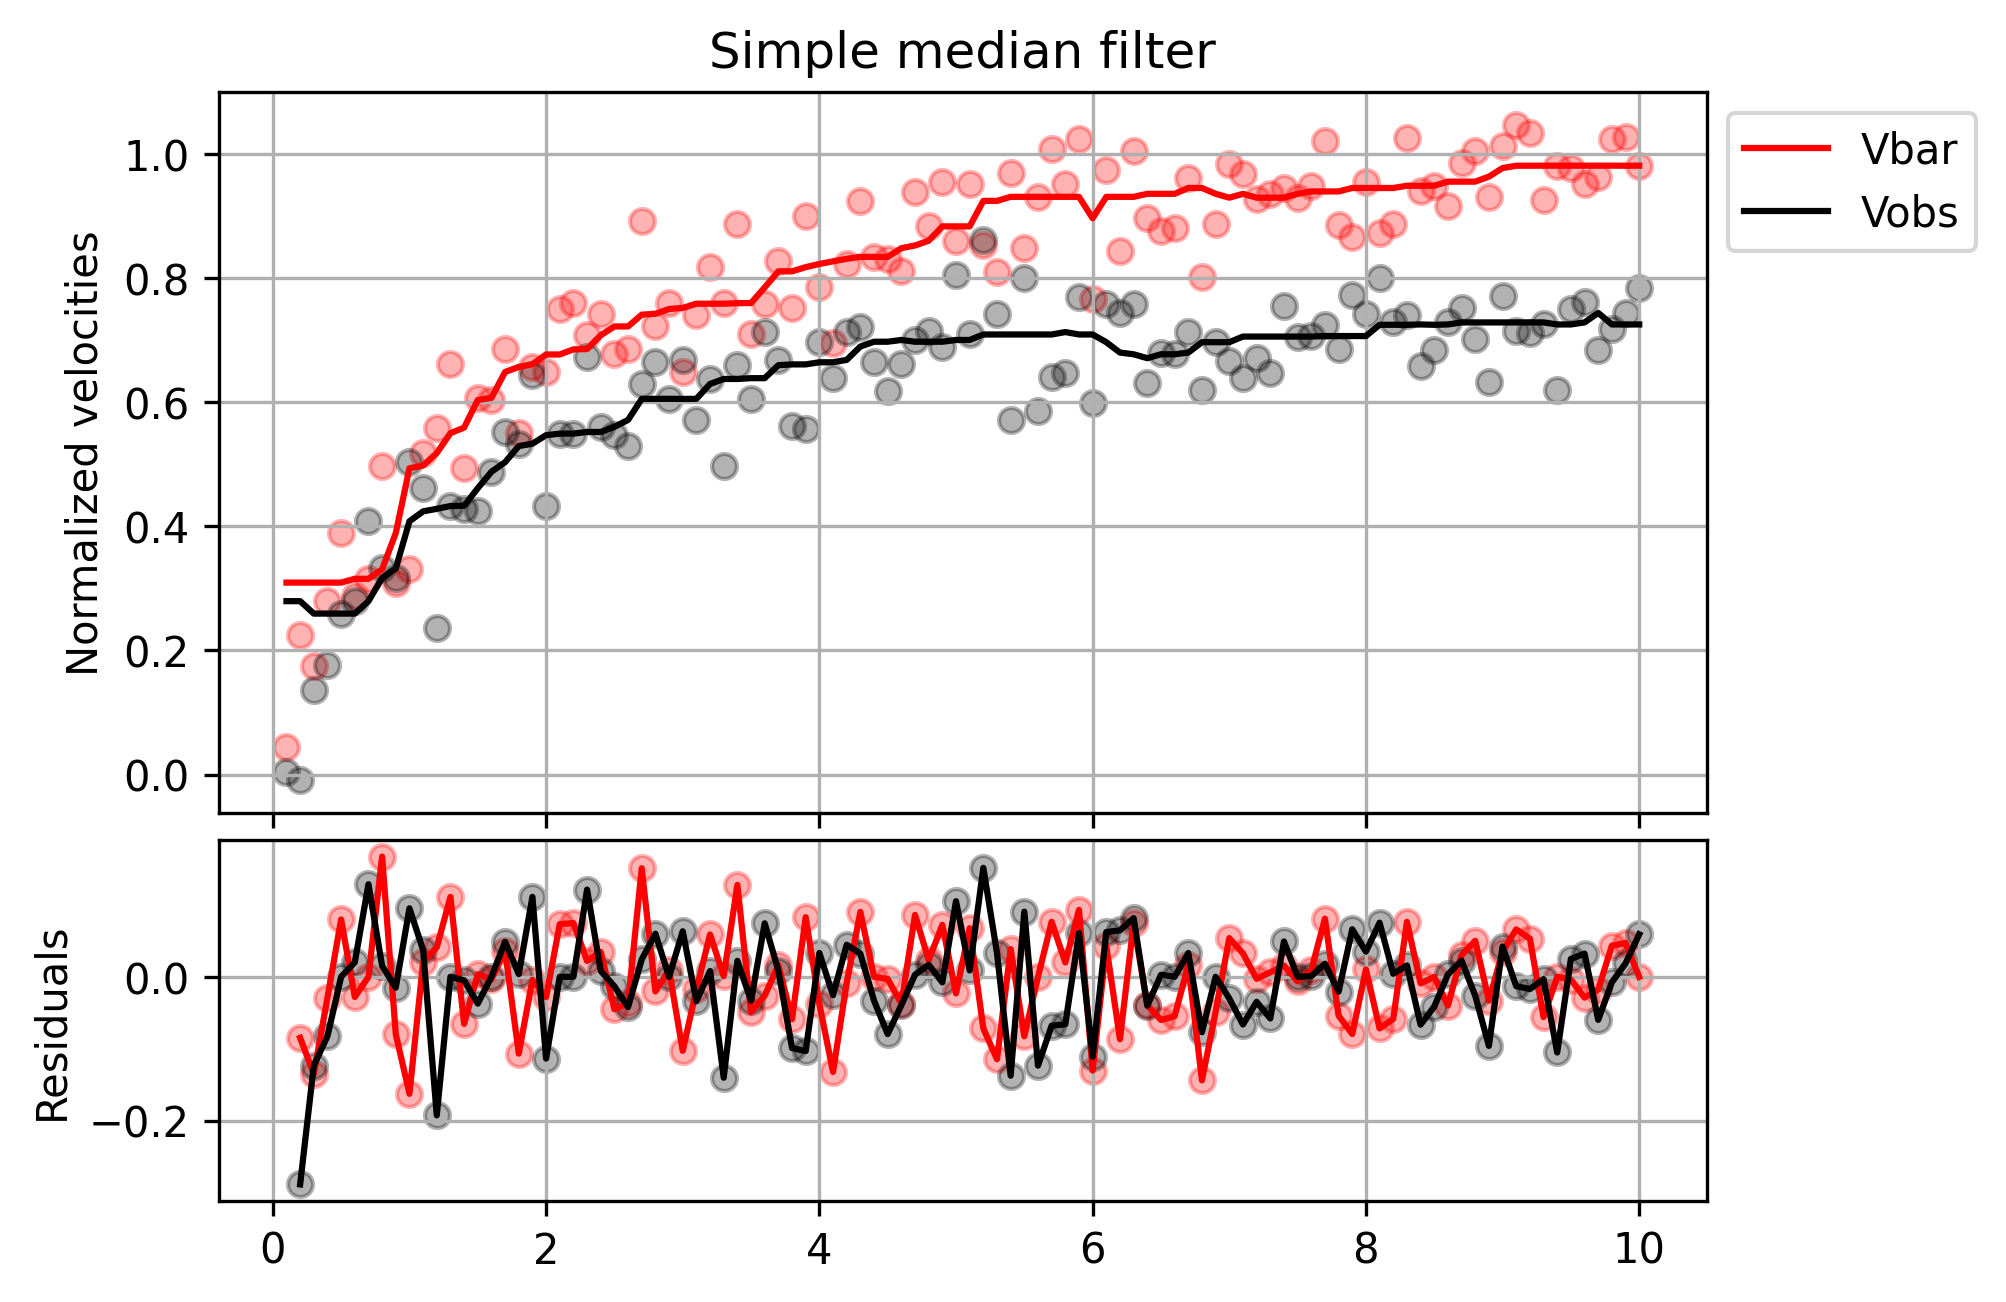 Simple median filter
Normalized velocities
1.0
0.8
0.6
0.4
0.2
0.0
Vbar
Vobs
Residuals
0.0
−0.2
0 2 4 6 8 10